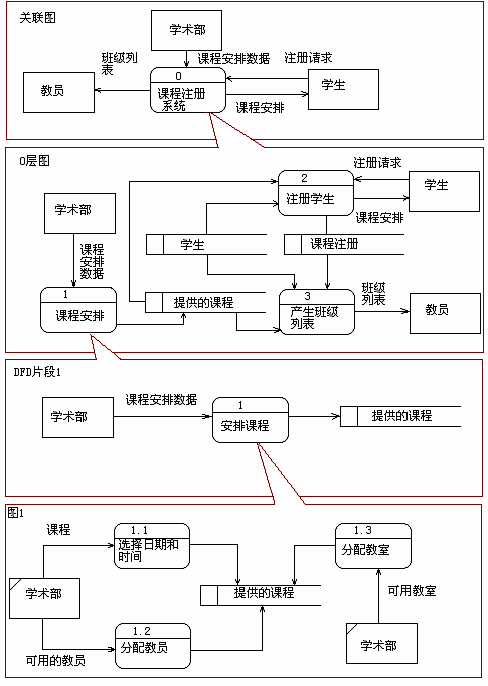 关联图
学术部
班级列
表
课程安排数据
注册请求
教员
0
课程注册
系统
学生
课程安排
0层图
注册请求
2
注册学生
学生
学术部
课程安排
学生
课程注册
课程
安排
数据
1
课程安排
提供的课程
3
产生班级
列表
班级
列表
教员
DFD片段1
课程安排数据
学术部
1
安排课程
提供的课程
图1
课程
1.1
选择日期和
时间
1.3
分配教室
学术部
提供的课程
可用教室
1.2
分配教员
可用的教员
学术部